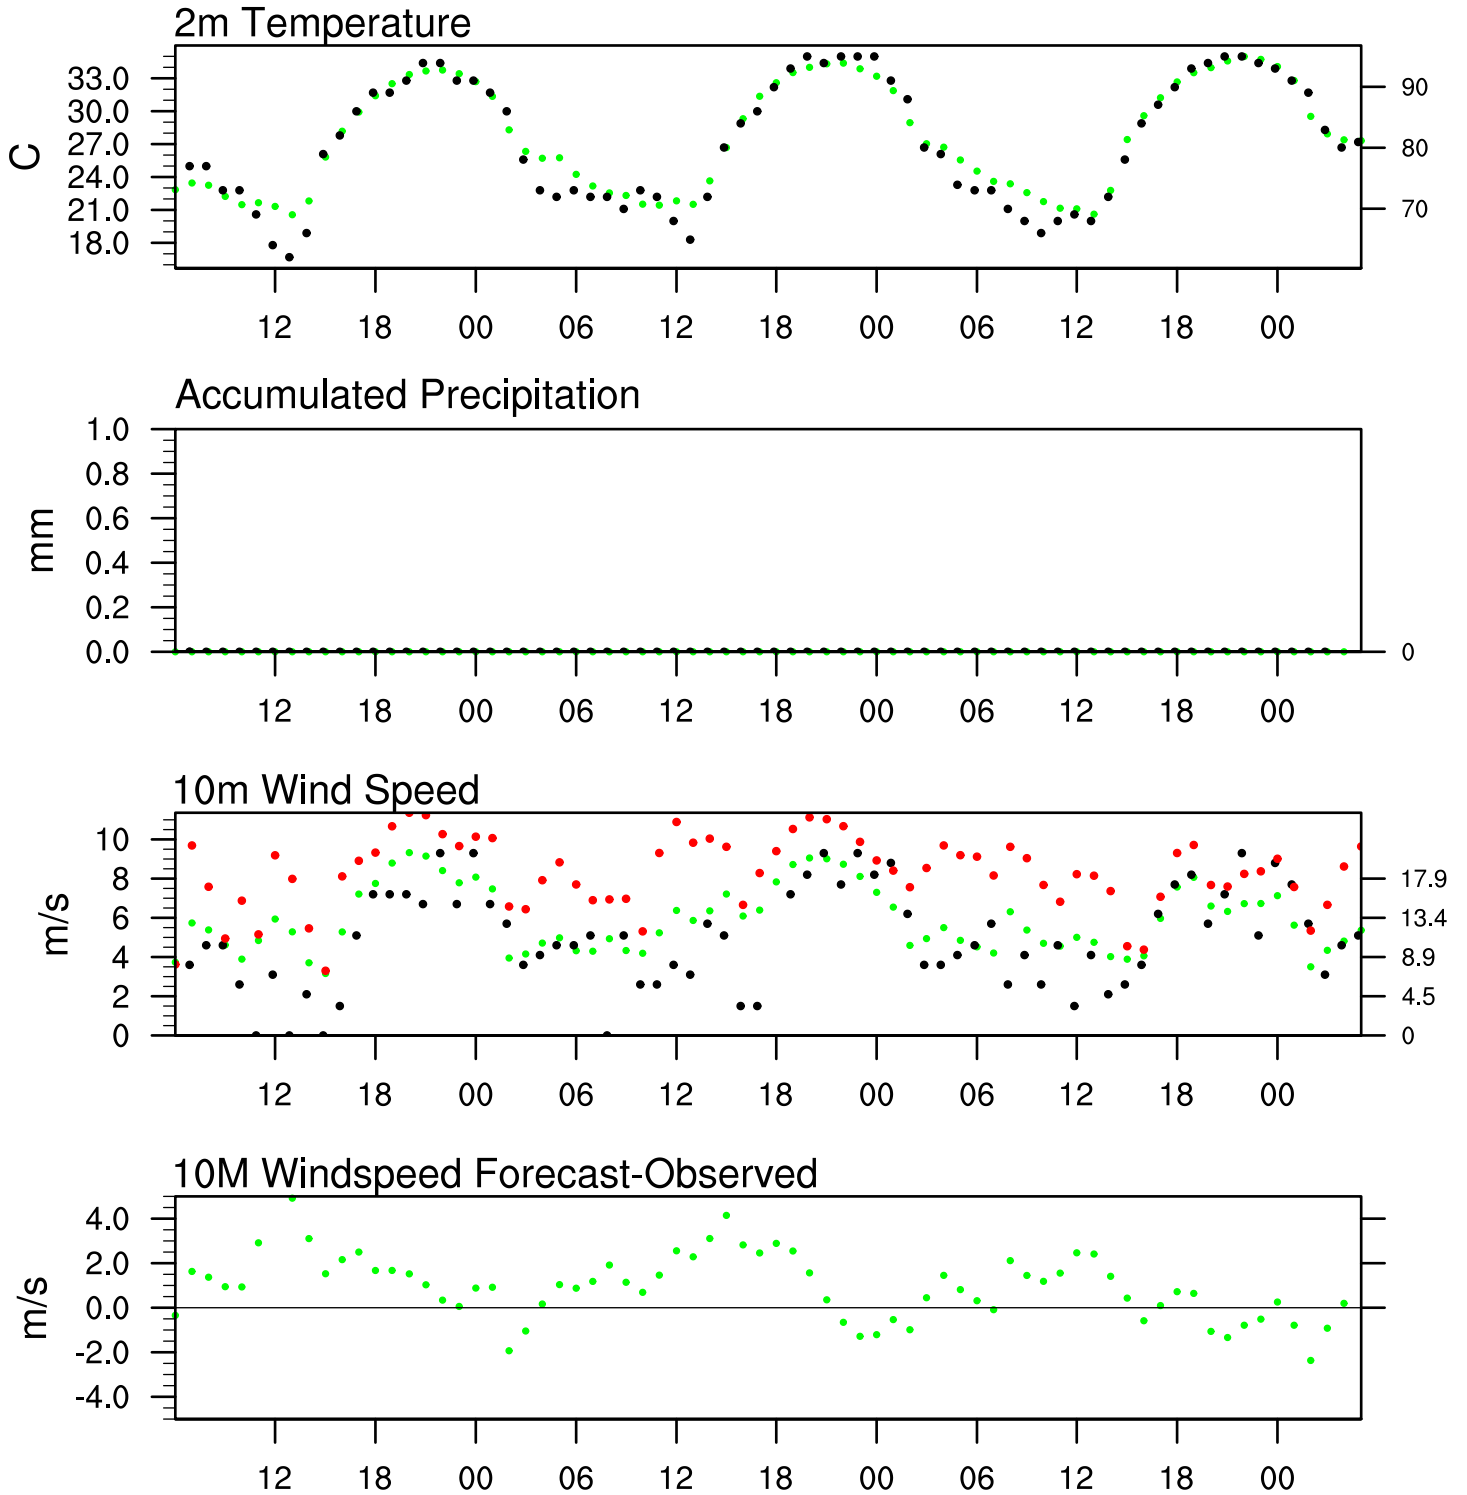 2m Temperature
33.0
30.0
27.0
24.0
21.0
18.0
C
90
80
70
12 18 00 06 12 18 00 06 12 18 00
Accumulated Precipitation
1.0
0.8
0.6
0.4
0.2
0.0
mm
0
12 18 00 06 12 18 00 06 12 18 00
10m Wind Speed
10
8
6
4
2
0
m/s
17.9
13.4
8.9
4.5
0
12 18 00 06 12 18 00 06 12 18 00
10M Windspeed Forecast-Observed
4.0
2.0
0.0
-2.0
-4.0
m/s
12 18 00 06 12 18 00 06 12 18 00